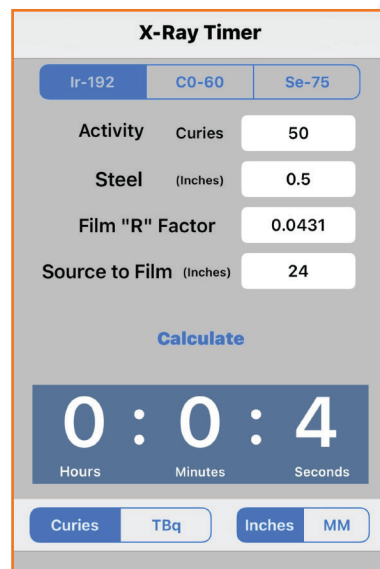 X-Ray Timer
Ir-192 C0-60 Se-75
Activity Curies 50
Steel (Inches) 0.5
Film "R" Factor 0.0431
Source to Film (Inches) 24
Calculate
0 : 0 : 4
Hours Minutes Seconds
Curies TBq Inches MM